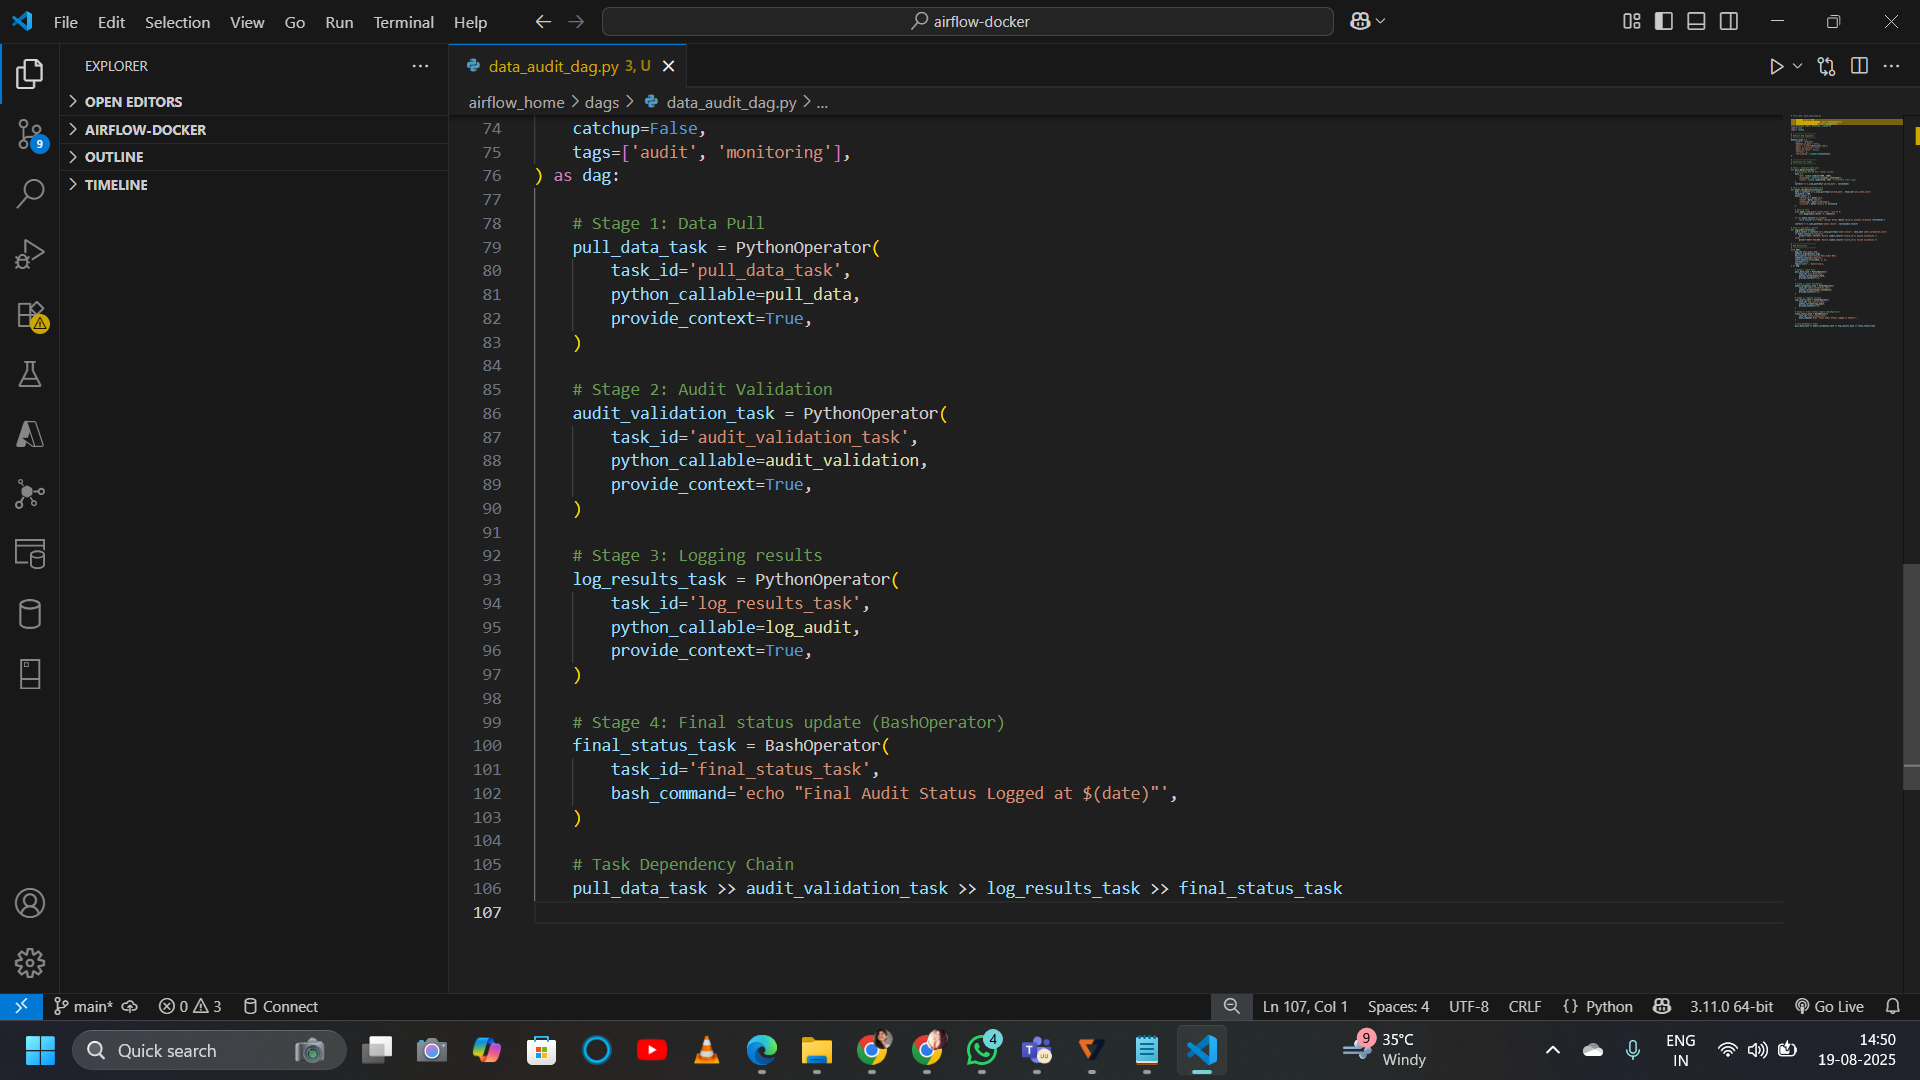 File Edit Selection View Go Run Terminal Help
airflow-docker
EXPLORER
OPEN EDITORS
AIRFLOW-DOCKER
OUTLINE
TIMELINE
9
data_audit_dag.py 3, U
airflow_home > dags > data_audit_dag.py > ...
74 catchup=False,
75 tags=['audit', 'monitoring'],
76 ) as dag:
77
78 # Stage 1: Data Pull
79 pull_data_task = PythonOperator(
80 task_id='pull_data_task',
81 python_callable=pull_data,
82 provide_context=True,
83 )
84
85 # Stage 2: Audit Validation
86 audit_validation_task = PythonOperator(
87 task_id='audit_validation_task',
88 python_callable=audit_validation,
89 provide_context=True,
90 )
91
92 # Stage 3: Logging results
93 log_results_task = PythonOperator(
94 task_id='log_results_task',
95 python_callable=log_audit,
96 provide_context=True,
97 )
98
99 # Stage 4: Final status update (BashOperator)
100 final_status_task = BashOperator(
101 task_id='final_status_task',
102 bash_command='echo "Final Audit Status Logged at $(date)"',
103 )
104
105 # Task Dependency Chain
106 pull_data_task >> audit_validation_task >> log_results_task >> final_status_task
107
main* 0 3 Connect
Ln 107, Col 1 Spaces: 4 UTF-8 CRLF {} Python 3.11.0 64-bit Go Live
Quick search
4
9
35°C
Windy
ENG
IN
14:50
19-08-2025